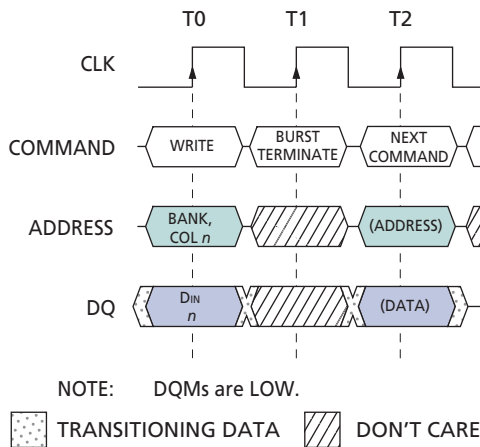 T0 T1 T2
CLK
COMMAND WRITE BURST TERMINATE NEXT COMMAND
ADDRESS BANK, COL n (ADDRESS)
DQ DIN n (DATA)
NOTE: DQMs are LOW.
TRANSITIONING DATA DON'T CARE